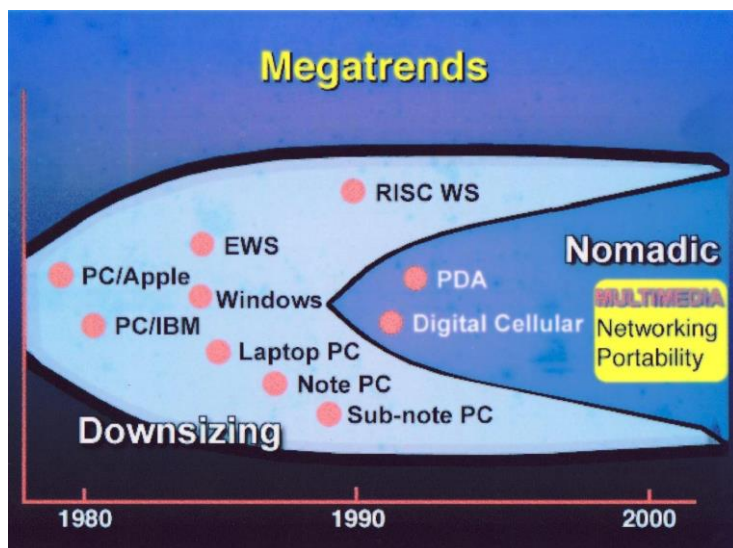 Megatrends
RISC WS
EWS
Nomadic
PC/Apple
PDA
Windows
MULTIMEDIA
PC/IBM
Digital Cellular
Networking
Laptop PC
Portability
Note PC
Sub-note PC
Downsizing
1980
1990
2000